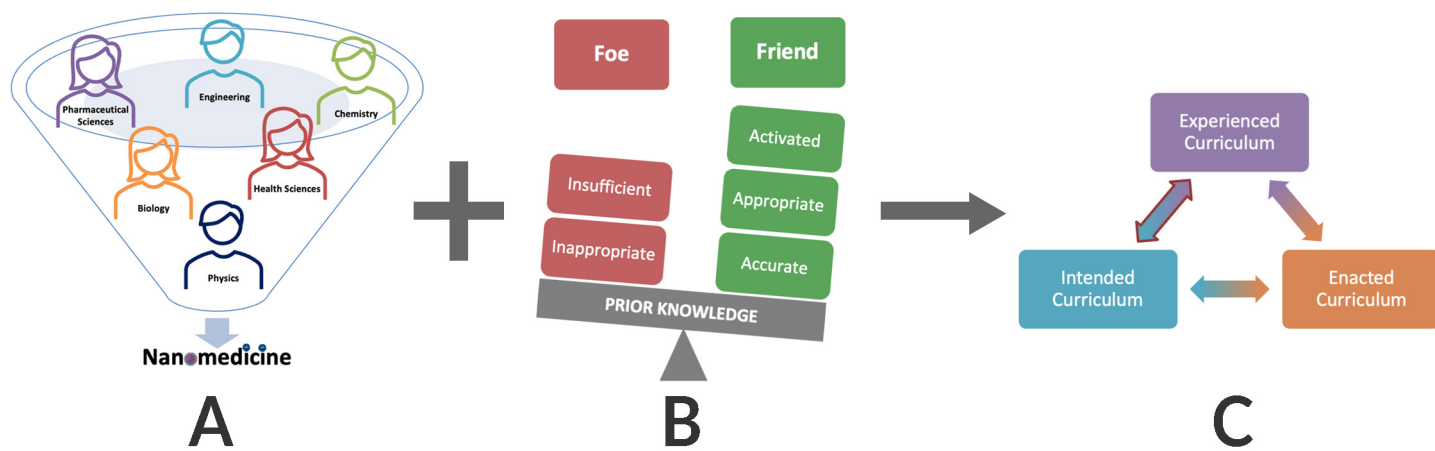 Pharmaceutical
Sciences
Engineering
Chemistry
Biology
Health Sciences
Physics
Nanomedicine
A
Foe
Friend
Activated
Insufficient
Appropriate
Inappropriate
Accurate
PRIOR KNOWLEDGE
B
Experienced
Curriculum
Intended
Curriculum
Enacted
Curriculum
C